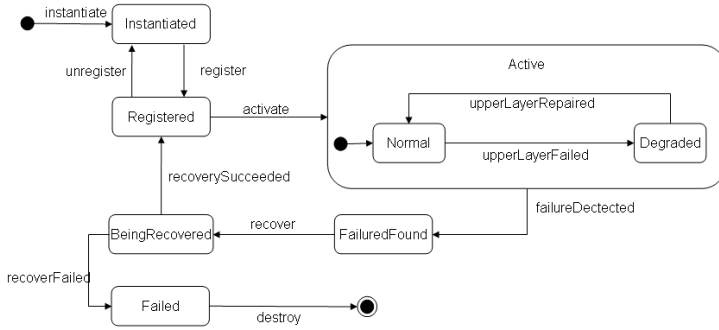 instantiate
Instantiated
unregister
register
Active
Registered
activate
upperLayerRepaired
Normal
Degraded
upperLayerFailed
recoverySucceeded
failureDectected
BeingRecovered
recover
FailuredFound
recoverFailed
Failed
destroy